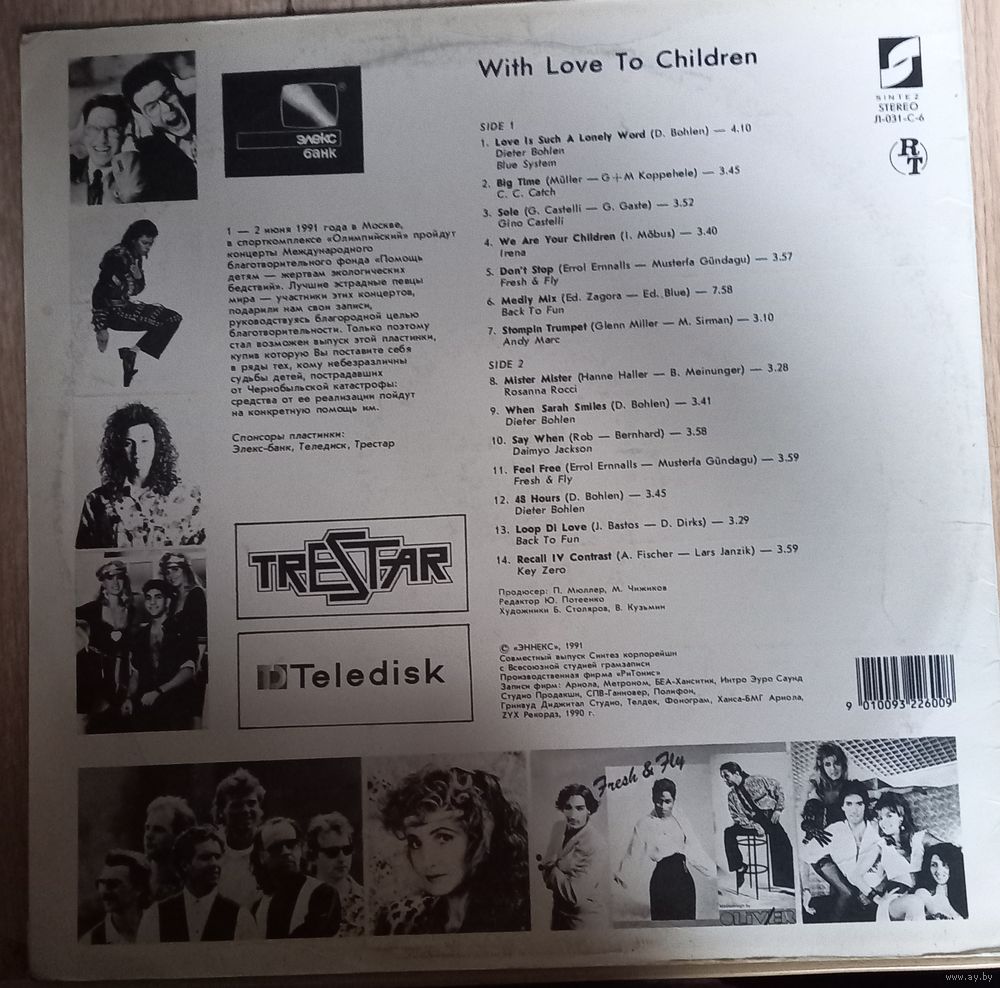 With Love To Children
SINTEZ
STEREO
Л-031-С-6
RT
элекс
банк
1 — 2 июня 1991 года в Москве,
в спорткомплексе «Олимпийский» пройдут
концерты Международного
благотворительного фонда «Помощь
детям — жертвам экологических
бедствий». Лучшие эстрадные певцы
мира — участники этих концертов,
подарили нам свои записи,
руководствуясь благородной целью
благотворительности. Только поэтому
стал возможен выпуск этой пластинки,
купив которую Вы поставите себя
в ряды тех, кому небезразличны
судьбы детей, пострадавших
от Чернобыльской катастрофы:
средства от ее реализации пойдут
на конкретную помощь им.
Спонсоры пластинки:
Элекс-банк, Теледиск, Трестар
TRESTAR
Teledisk
SIDE 1
1. Love Is Such A Lonely Word (D. Bohlen) — 4.10
Dieter Bohlen
Blue System
2. Big Time (Müller — G+M Koppehele) — 3.45
C. C. Catch
3. Sole (G. Castelli — G. Gaste) — 3.52
Gino Castelli
4. We Are Your Children (I. Möbus) — 3.40
Irena
5. Don't Stop (Errol Ernnalls — Musterla Gündagu) — 3.57
Fresh & Fly
6. Medly Mix (Ed. Zagora — Ed. Blue) — 7.58
Back To Fun
7. Stompin Trumpet (Glenn Miller — M. Sirman) — 3.10
Andy Marc
SIDE 2
8. Mister Mister (Hanne Haller — B. Meinunger) — 3.28
Rosanna Rocci
9. When Sarah Smiles (D. Bohlen) — 3.41
Dieter Bohlen
10. Say When (Rob — Bernhard) — 3.58
Daimyo Jackson
11. Feel Free (Errol Ernnalls — Musterla Gündagu) — 3.59
Fresh & Fly
12. 48 Hours (D. Bohlen) — 3.45
Dieter Bohlen
13. Loop Di Love (J. Bastos — D. Dirks) — 3.29
Back To Fun
14. Recall IV Contrast (A. Fischer — Lars Janzik) — 3.59
Key Zero
Продюсер: П. Мюллер, М. Чижиков
Редактор Ю. Потеенко
Художники Б. Столяров, В. Кузьмин
© «ЭННЕКС», 1991
Совместный выпуск Синтез корпорейшн
с Всесоюзной студией грамзаписи
Производственная фирма «РиТонис»
Записи фирм: Ариола, Метроном, БЕА-Ханситик, Интро Эуро Саунд
Студио Продакшн, СПВ-Ганновер, Полифон,
Гринвуд Диджитал Студио, Телдек, Фонограм, Ханса-БМГ Ариола,
ZYX Рекордз, 1990 г.
9 010093 226009
Fresh & Fly
OLIVER
www.ay.by